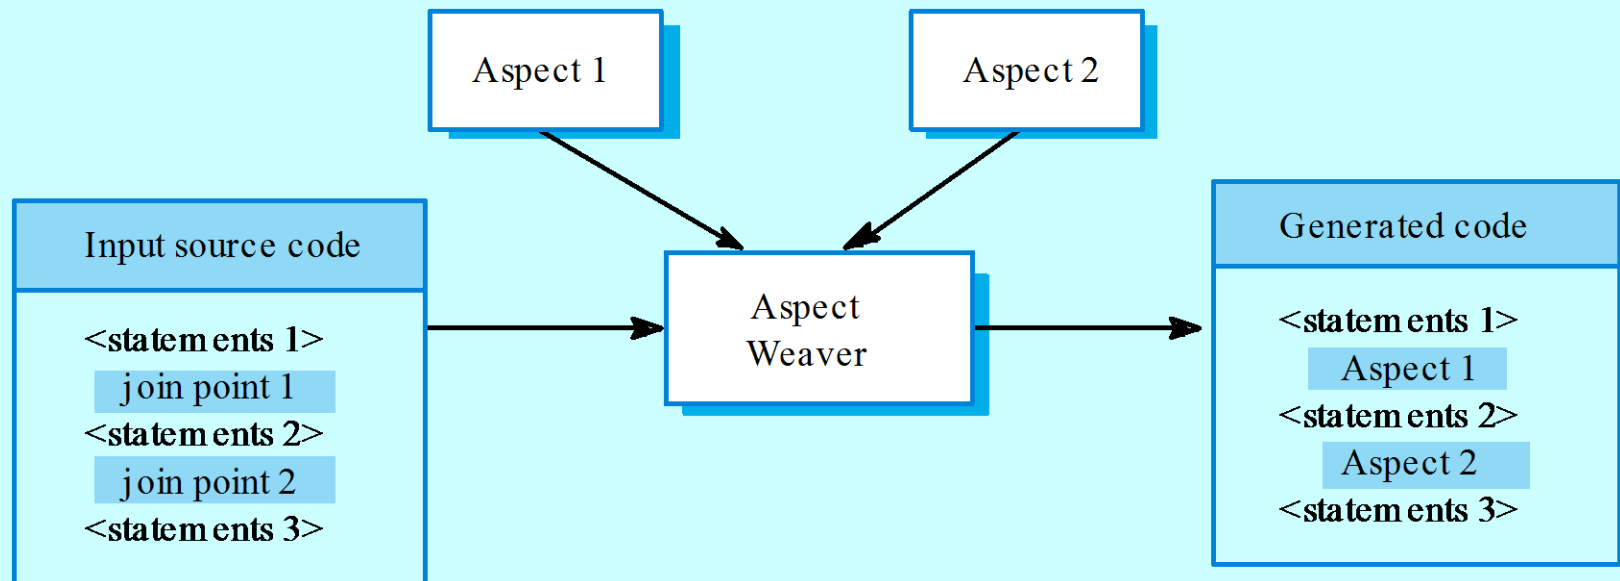 Aspect 1
Aspect 2
Input source code
<statements 1>
join point 1
<statements 2>
join point 2
<statements 3>
Aspect
Weaver
Generated code
<statements 1>
Aspect 1
<statements 2>
Aspect 2
<statements 3>